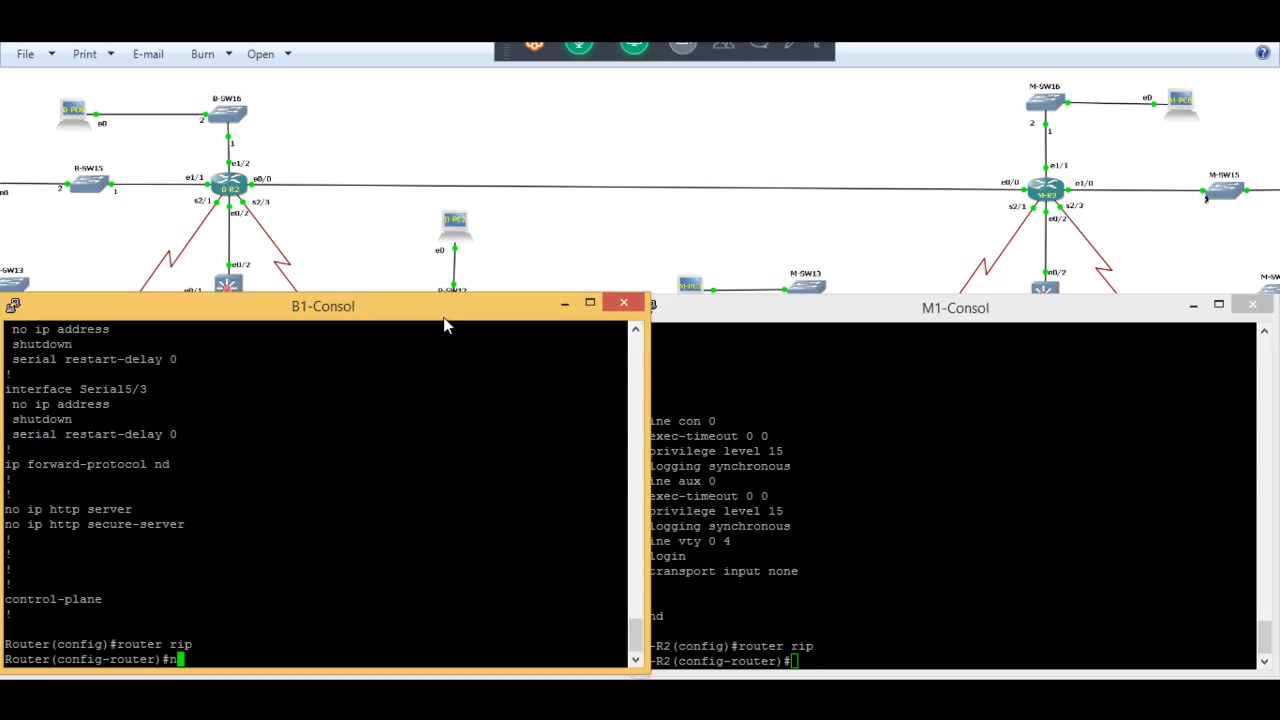 File Print E-mail Burn Open
B-SW16
M-SW16
e0
2
1
e1/2
e0
2
1
e1/1
B-SW15
2
1
e1/1
e0/0
s2/1
s2/3
e0/2
e0/0
M-R2
e1/0
M-SW15
s2/1
s2/3
e0/2
e0
e0/2
e0/2
M-SW13
B1-Consol
M1-Consol
no ip address
shutdown
serial restart-delay 0
!
interface Serial5/3
no ip address
shutdown
serial restart-delay 0
!
ip forward-protocol nd
!
!
no ip http server
no ip http secure-server
!
!
!
!
control-plane
!
Router(config)#router rip
Router(config-router)#n
ine con 0
exec-timeout 0 0
privilege level 15
logging synchronous
ine aux 0
exec-timeout 0 0
privilege level 15
logging synchronous
ine vty 0 4
login
transport input none
nd
-R2(config)#router rip
-R2(config-router)#